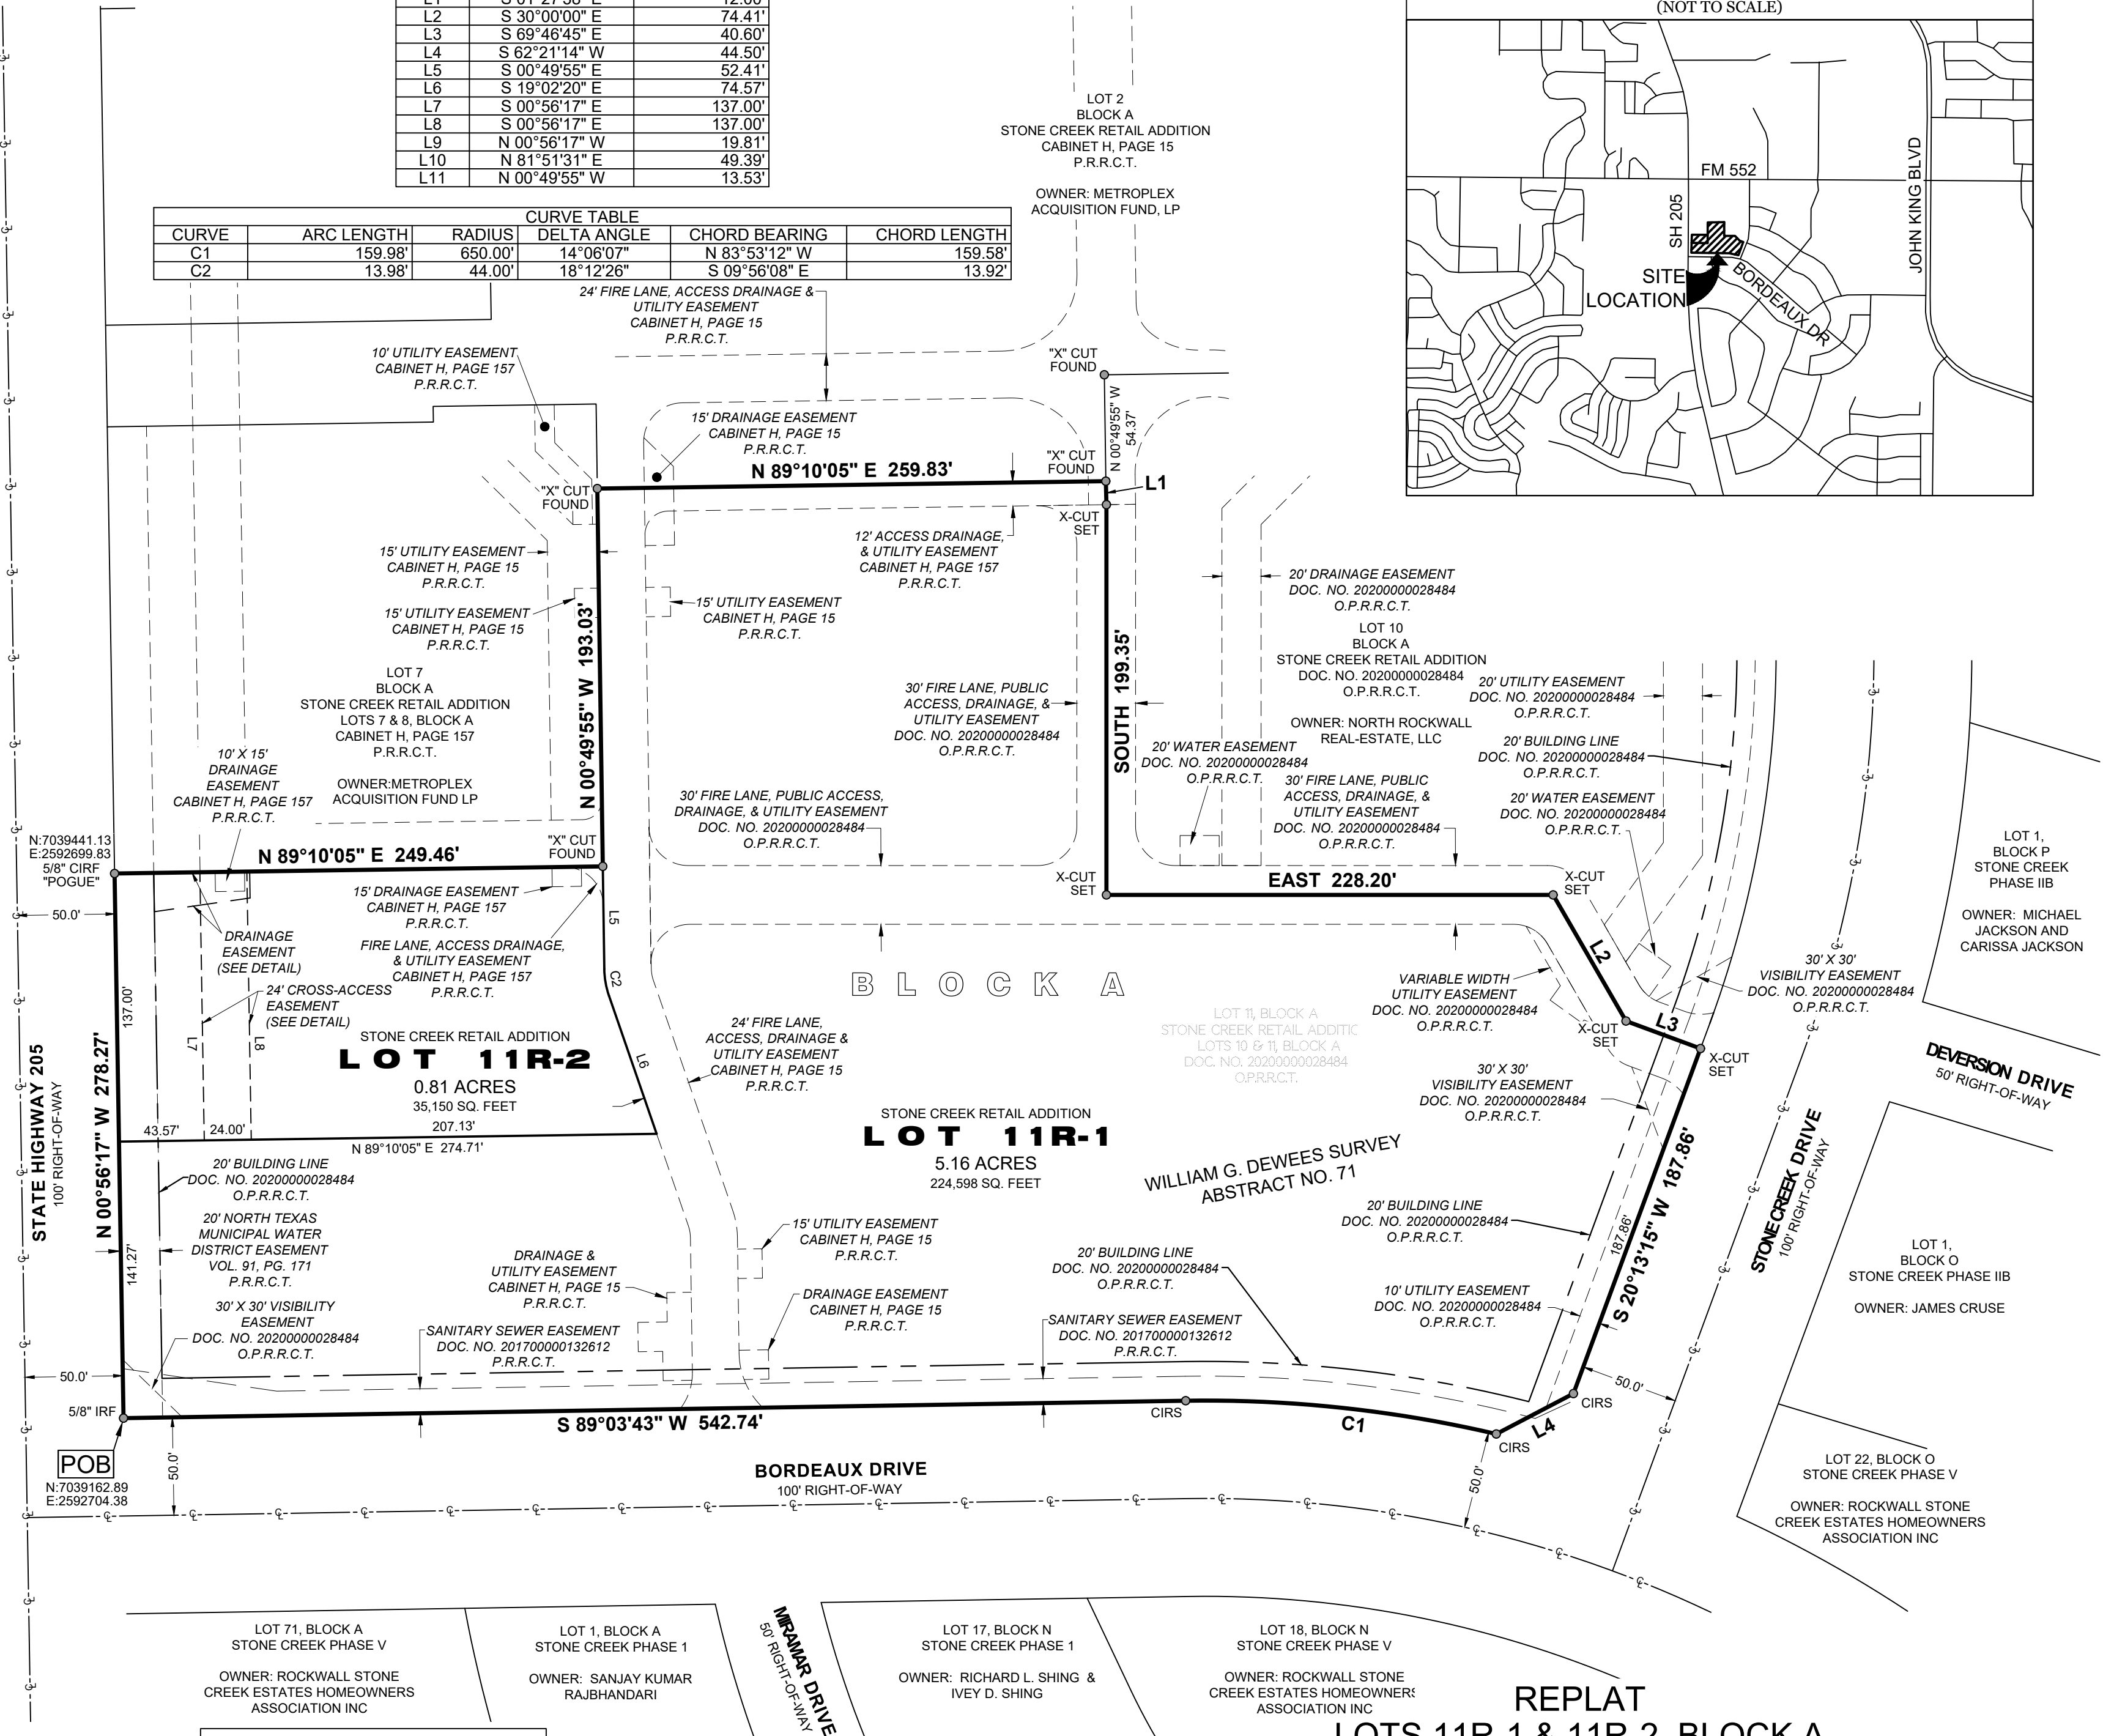 L2 S 30°00'00" E 74.41'
L3 S 69°46'45" E 40.60'
L4 S 62°21'14" W 44.50'
L5 S 00°49'55" E 52.41'
L6 S 19°02'20" E 74.57'
L7 S 00°56'17" E 137.00'
L8 S 00°56'17" E 137.00'
L9 N 00°56'17" W 19.81'
L10 N 81°51'31" E 49.39'
L11 N 00°49'55" W 13.53'
CURVE TABLE
CURVE ARC LENGTH RADIUS DELTA ANGLE CHORD BEARING CHORD LENGTH
C1 159.98' 650.00' 14°06'07" N 83°53'12" W 159.58'
C2 13.98' 44.00' 18°12'26" S 09°56'08" E 13.92'
LOT 2
BLOCK A
STONE CREEK RETAIL ADDITION
CABINET H, PAGE 15
P.R.R.C.T.
OWNER: METROPLEX
ACQUISITION FUND, LP
(NOT TO SCALE)
FM 552
SH 205
JOHN KING BLVD
SITE
LOCATION
BORDEAUX DR
24' FIRE LANE, ACCESS DRAINAGE &
UTILITY EASEMENT
CABINET H, PAGE 15
P.R.R.C.T.
10' UTILITY EASEMENT
CABINET H, PAGE 157
P.R.R.C.T.
"X" CUT
FOUND
N 00°49'55" W
54.37'
15' DRAINAGE EASEMENT
CABINET H, PAGE 15
P.R.R.C.T.
N 89°10'05" E 259.83'
"X" CUT
FOUND
L1
"X" CUT
FOUND
X-CUT
SET
12' ACCESS DRAINAGE,
& UTILITY EASEMENT
CABINET H, PAGE 157
P.R.R.C.T.
15' UTILITY EASEMENT
CABINET H, PAGE 15
P.R.R.C.T.
15' UTILITY EASEMENT
CABINET H, PAGE 15
P.R.R.C.T.
15' UTILITY EASEMENT
CABINET H, PAGE 15
P.R.R.C.T.
N 00°49'55" W 193.03'
20' DRAINAGE EASEMENT
DOC. NO. 20200000028484
O.P.R.R.C.T.
LOT 10
BLOCK A
STONE CREEK RETAIL ADDITION
DOC. NO. 20200000028484
O.P.R.R.C.T.
OWNER: NORTH ROCKWALL
REAL-ESTATE, LLC
LOT 7
BLOCK A
STONE CREEK RETAIL ADDITION
LOTS 7 & 8, BLOCK A
CABINET H, PAGE 157
P.R.R.C.T.
OWNER:METROPLEX
ACQUISITION FUND LP
30' FIRE LANE, PUBLIC
ACCESS, DRAINAGE, &
UTILITY EASEMENT
DOC. NO. 20200000028484
O.P.R.R.C.T.
SOUTH 199.35'
20' UTILITY EASEMENT
DOC. NO. 20200000028484
O.P.R.R.C.T.
20' BUILDING LINE
DOC. NO. 20200000028484
O.P.R.R.C.T.
20' WATER EASEMENT
DOC. NO. 20200000028484
O.P.R.R.C.T.
20' WATER EASEMENT
DOC. NO. 20200000028484
O.P.R.R.C.T.
30' FIRE LANE, PUBLIC
ACCESS, DRAINAGE, &
UTILITY EASEMENT
DOC. NO. 20200000028484
O.P.R.R.C.T.
10' X 15'
DRAINAGE
EASEMENT
CABINET H, PAGE 157
P.R.R.C.T.
30' FIRE LANE, PUBLIC ACCESS,
DRAINAGE, & UTILITY EASEMENT
DOC. NO. 20200000028484
O.P.R.R.C.T.
N:7039441.13
E:2592699.83
5/8" CIRF
"POGUE"
N 89°10'05" E 249.46'
"X" CUT
FOUND
X-CUT
SET
EAST 228.20'
X-CUT
SET
50.0'
15' DRAINAGE EASEMENT
CABINET H, PAGE 157
P.R.R.C.T.
L5
DRAINAGE
EASEMENT
(SEE DETAIL)
FIRE LANE, ACCESS DRAINAGE,
& UTILITY EASEMENT
CABINET H, PAGE 157
P.R.R.C.T.
C2
24' CROSS-ACCESS
EASEMENT
(SEE DETAIL)
137.00'
L7
L8
L6
STONE CREEK RETAIL ADDITION
LOT 11R-2
0.81 ACRES
35,150 SQ. FEET
43.57'
24.00'
207.13'
N 89°10'05" E 274.71'
BLOCK A
24' FIRE LANE,
ACCESS, DRAINAGE &
UTILITY EASEMENT
CABINET H, PAGE 15
P.R.R.C.T.
LOT 11, BLOCK A
STONE CREEK RETAIL ADDITIC
LOTS 10 & 11, BLOCK A
DOC. NO. 20200000028484
O.P.R.R.C.T.
STONE CREEK RETAIL ADDITION
LOT 11R-1
5.16 ACRES
224,598 SQ. FEET
WILLIAM G. DEWEES SURVEY
ABSTRACT NO. 71
L2
L3
VARIABLE WIDTH
UTILITY EASEMENT
DOC. NO. 20200000028484
O.P.R.R.C.T.
X-CUT
SET
X-CUT
SET
30' X 30'
VISIBILITY EASEMENT
DOC. NO. 20200000028484
O.P.R.R.C.T.
30' X 30'
VISIBILITY EASEMENT
DOC. NO. 20200000028484
O.P.R.R.C.T.
LOT 1,
BLOCK P
STONE CREEK
PHASE IIB
OWNER: MICHAEL
JACKSON AND
CARISSA JACKSON
DEVERSION DRIVE
50' RIGHT-OF-WAY
STONE CREEK DRIVE
100' RIGHT-OF-WAY
S 20°13'15" W 187.86'
187.86'
STATE HIGHWAY 205
100' RIGHT-OF-WAY
N 00°56'17" W 278.27'
141.27'
20' BUILDING LINE
DOC. NO. 20200000028484
O.P.R.R.C.T.
20' NORTH TEXAS
MUNICIPAL WATER
DISTRICT EASEMENT
VOL. 91, PG. 171
P.R.R.C.T.
30' X 30' VISIBILITY
EASEMENT
DOC. NO. 20200000028484
O.P.R.R.C.T.
DRAINAGE &
UTILITY EASEMENT
CABINET H, PAGE 15
P.R.R.C.T.
SANITARY SEWER EASEMENT
DOC. NO. 201700000132612
P.R.R.C.T.
15' UTILITY EASEMENT
CABINET H, PAGE 15
P.R.R.C.T.
DRAINAGE EASEMENT
CABINET H, PAGE 15
P.R.R.C.T.
20' BUILDING LINE
DOC. NO. 20200000028484
O.P.R.R.C.T.
SANITARY SEWER EASEMENT
DOC. NO. 201700000132612
P.R.R.C.T.
20' BUILDING LINE
DOC. NO. 20200000028484
O.P.R.R.C.T.
10' UTILITY EASEMENT
DOC. NO. 20200000028484
O.P.R.R.C.T.
LOT 1,
BLOCK O
STONE CREEK PHASE IIB
OWNER: JAMES CRUSE
50.0'
5/8" IRF
POB
N:7039162.89
E:2592704.38
50.0'
S 89°03'43" W 542.74'
CIRS
C1
CIRS
L4
CIRS
50.0'
50.0'
BORDEAUX DRIVE
100' RIGHT-OF-WAY
LOT 22, BLOCK O
STONE CREEK PHASE V
OWNER: ROCKWALL STONE
CREEK ESTATES HOMEOWNERS
ASSOCIATION INC
LOT 71, BLOCK A
STONE CREEK PHASE V
OWNER: ROCKWALL STONE
CREEK ESTATES HOMEOWNERS
ASSOCIATION INC
LOT 1, BLOCK A
STONE CREEK PHASE 1
OWNER: SANJAY KUMAR
RAJBHANDARI
MIRAMAR DRIVE
50' RIGHT-OF-WAY
LOT 17, BLOCK N
STONE CREEK PHASE 1
OWNER: RICHARD L. SHING &
IVEY D. SHING
LOT 18, BLOCK N
STONE CREEK PHASE V
OWNER: ROCKWALL STONE
CREEK ESTATES HOMEOWNERS
ASSOCIATION INC
REPLAT
LOTS 11R-1 & 11R-2, BLOCK A